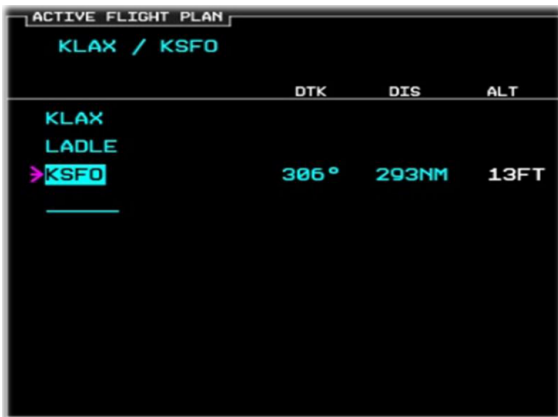 ACTIVE FLIGHT PLAN
KLAX / KSFO
DTK DIS ALT
KLAX
LADLE
KSFO 306° 293NM 13FT